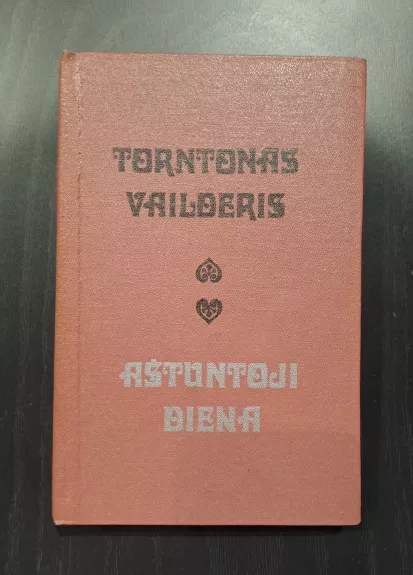 TORNTONAS
VAILDERIS
AŠTUNTOJI
DIENA